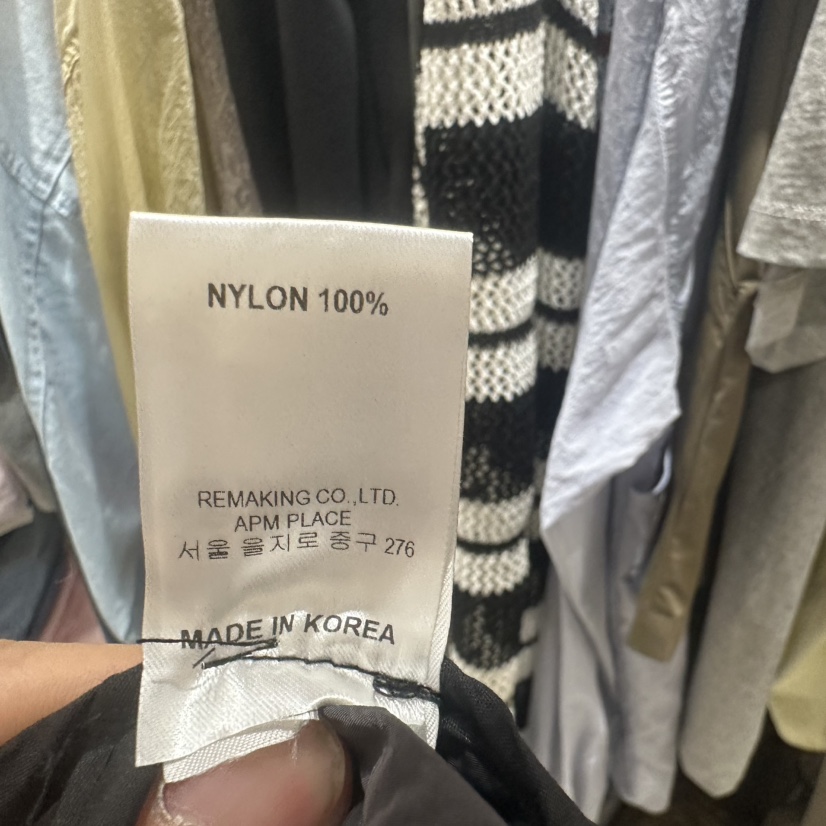 NYLON 100%
REMAKING CO.,LTD.
APM PLACE
서울 을지로 중구 276
MADE IN KOREA